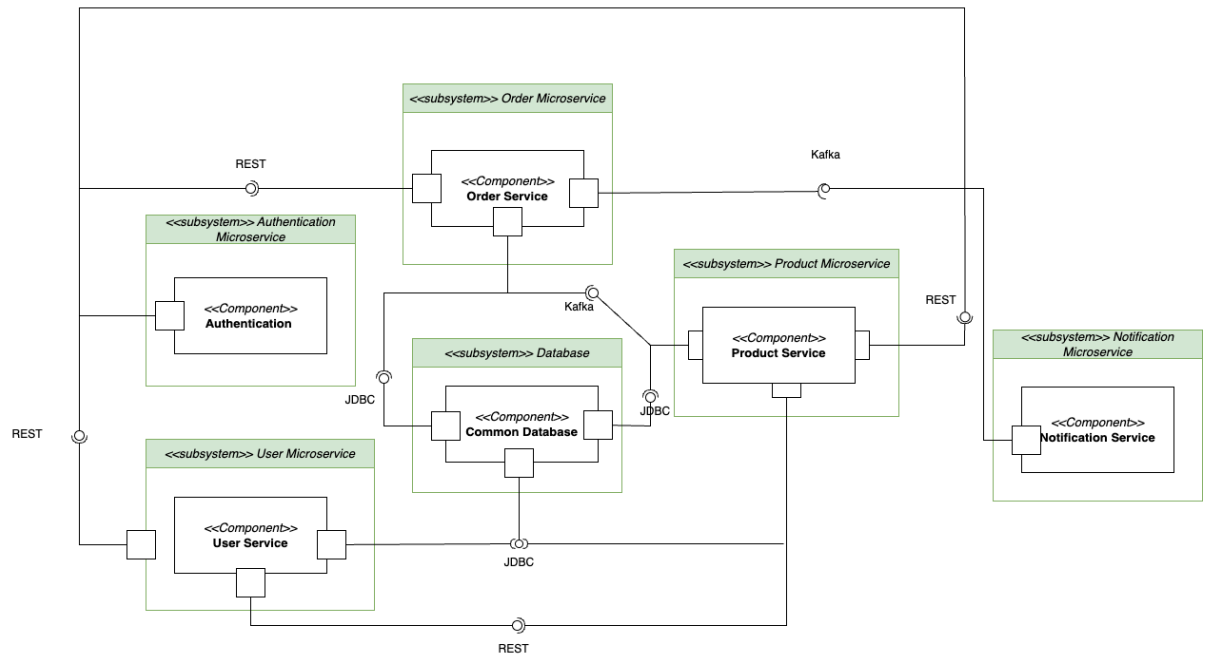 <<subsystem>> Order Microservice
REST
Kafka
<<Component>>
Order Service
<<subsystem>> Authentication
Microservice
<<subsystem>> Product Microservice
<<Component>>
Authentication
Kafka
REST
<<Component>>
Product Service
<<subsystem>> Notification
Microservice
<<subsystem>> Database
JDBC
JDBC
<<Component>>
Common Database
<<Component>>
Notification Service
REST
<<subsystem>> User Microservice
<<Component>>
User Service
JDBC
REST